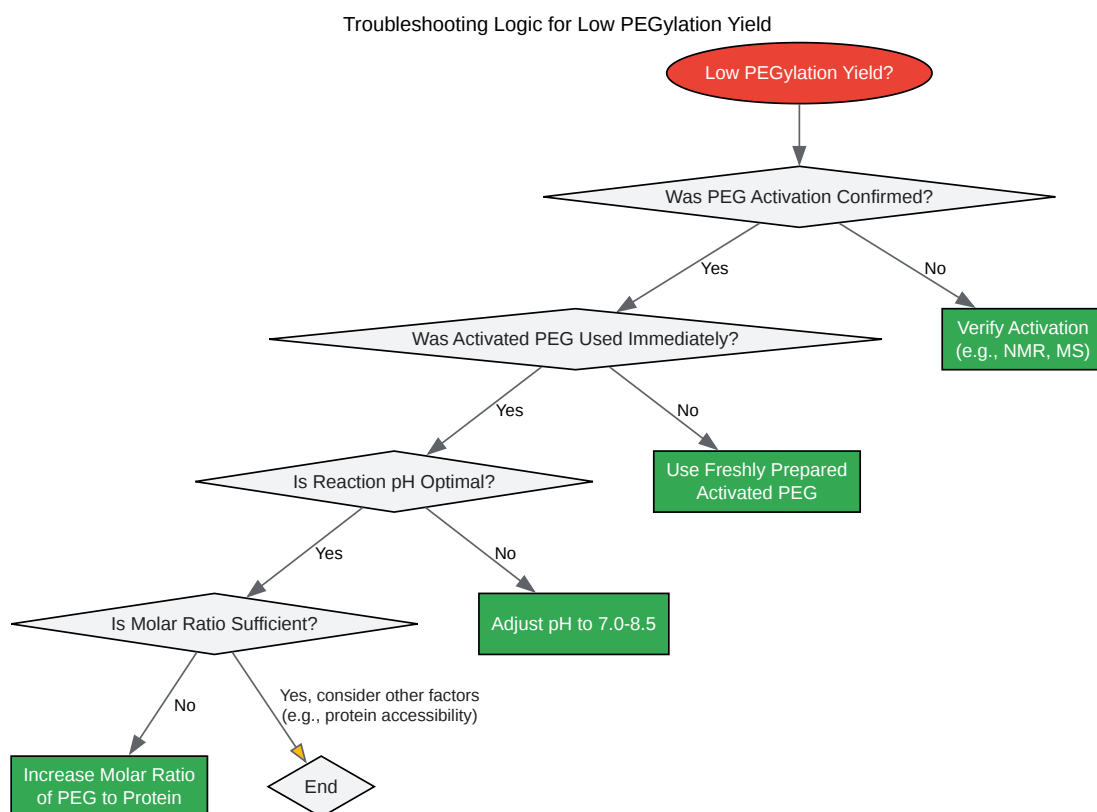 Troubleshooting Logic for Low PEGylation Yield
Low PEGylation Yield?
Was PEG Activation Confirmed?
Yes
No
Was Activated PEG Used Immediately?
Verify Activation
(e.g., NMR, MS)
Yes
No
Is Reaction pH Optimal?
Use Freshly Prepared
Activated PEG
Yes
No
Is Molar Ratio Sufficient?
Adjust pH to 7.0-8.5
No
Yes, consider other factors
(e.g., protein accessibility)
Increase Molar Ratio
of PEG to Protein
End